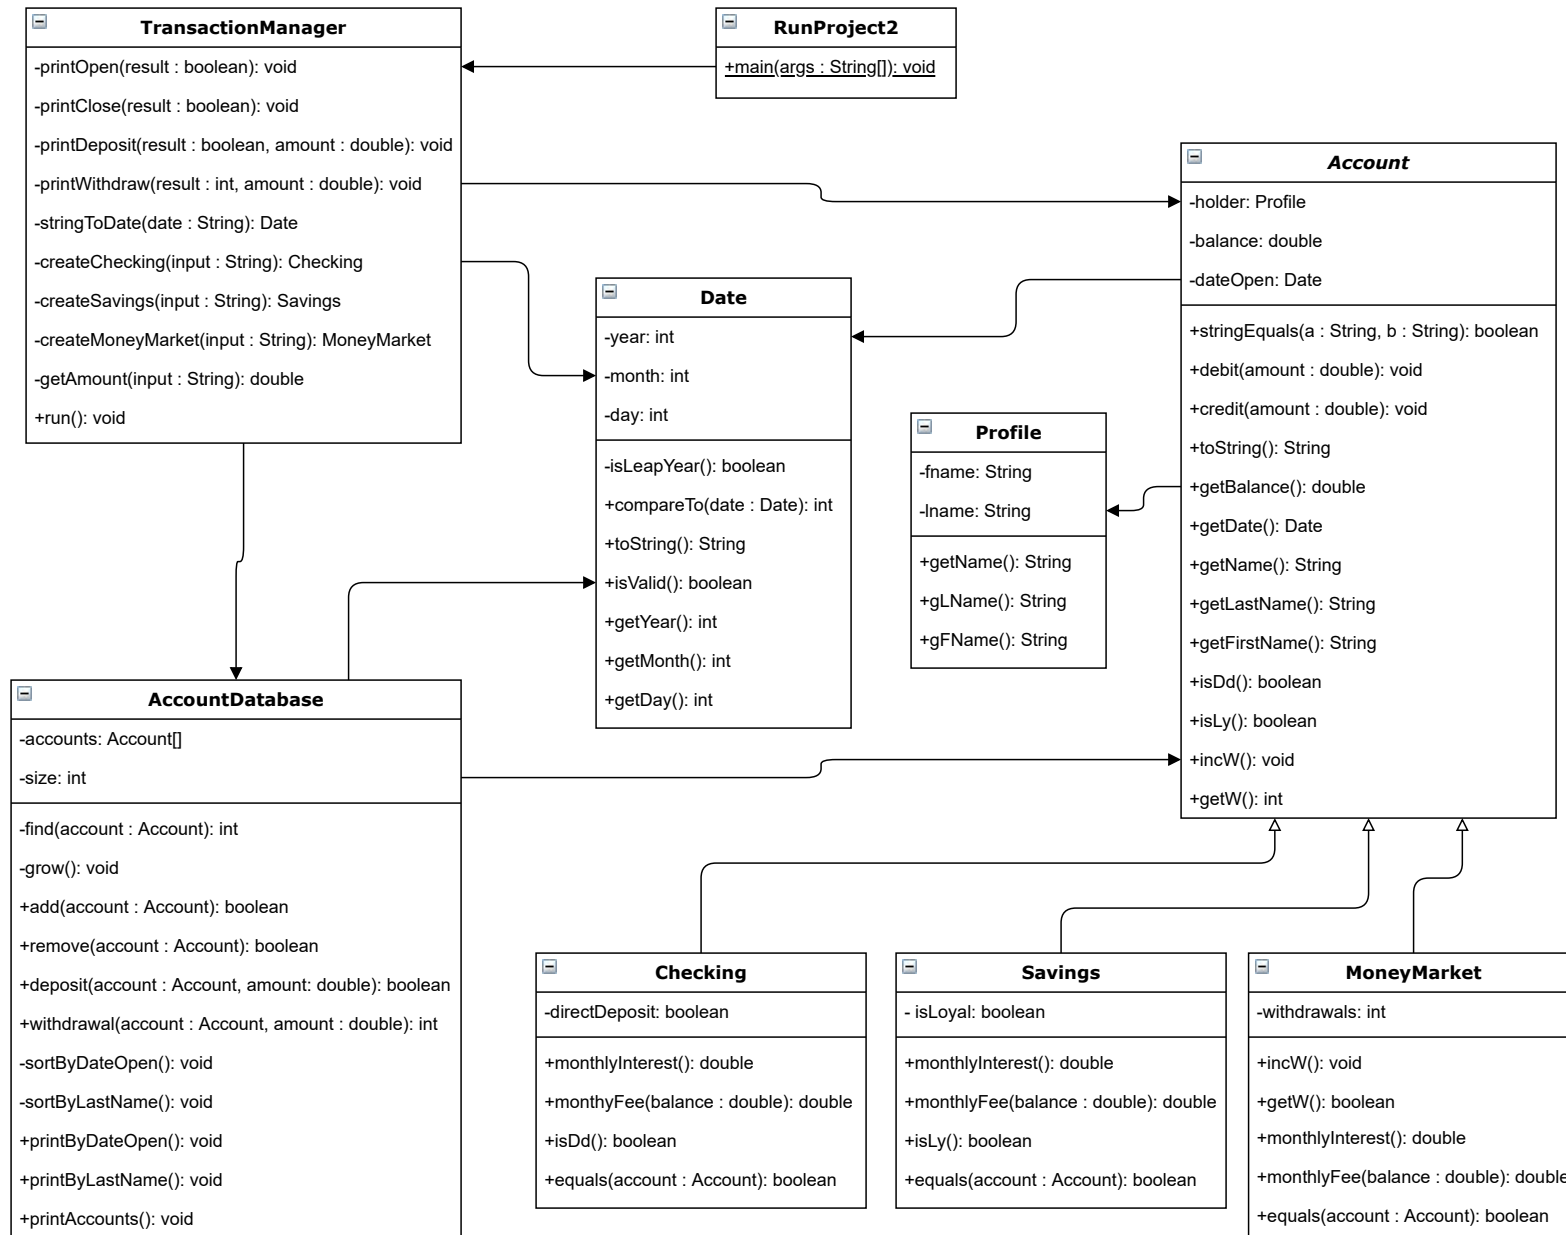 TransactionManager
-printOpen(result : boolean): void
-printClose(result : boolean): void
-printDeposit(result : boolean, amount : double): void
-printWithdraw(result : int, amount : double): void
-stringToDate(date : String): Date
-createChecking(input : String): Checking
-createSavings(input : String): Savings
-createMoneyMarket(input : String): MoneyMarket
-getAmount(input : String): double
+run(): void
RunProject2
+main(args : String[]): void
Account
-holder: Profile
-balance: double
-dateOpen: Date
+stringEquals(a : String, b : String): boolean
+debit(amount : double): void
+credit(amount : double): void
+toString(): String
+getBalance(): double
+getDate(): Date
+getName(): String
+getLastName(): String
+getFirstName(): String
+isDd(): boolean
+isLy(): boolean
+incW(): void
+getW(): int
Date
-year: int
-month: int
-day: int
-isLeapYear(): boolean
+compareTo(date : Date): int
+toString(): String
+isValid(): boolean
+getYear(): int
+getMonth(): int
+getDay(): int
Profile
-fname: String
-lname: String
+getName(): String
+gLName(): String
+gFName(): String
AccountDatabase
-accounts: Account[]
-size: int
-find(account : Account): int
-grow(): void
+add(account : Account): boolean
+remove(account : Account): boolean
+deposit(account : Account, amount: double): boolean
+withdrawal(account : Account, amount : double): int
-sortByDateOpen(): void
-sortByLastName(): void
+printByDateOpen(): void
+printByLastName(): void
+printAccounts(): void
Checking
-directDeposit: boolean
+monthlyInterest(): double
+monthyFee(balance : double): double
+isDd(): boolean
+equals(account : Account): boolean
Savings
- isLoyal: boolean
+monthlyInterest(): double
+monthlyFee(balance : double): double
+isLy(): boolean
+equals(account : Account): boolean
MoneyMarket
-withdrawals: int
+incW(): void
+getW(): boolean
+monthlyInterest(): double
+monthlyFee(balance : double): double
+equals(account : Account): boolean